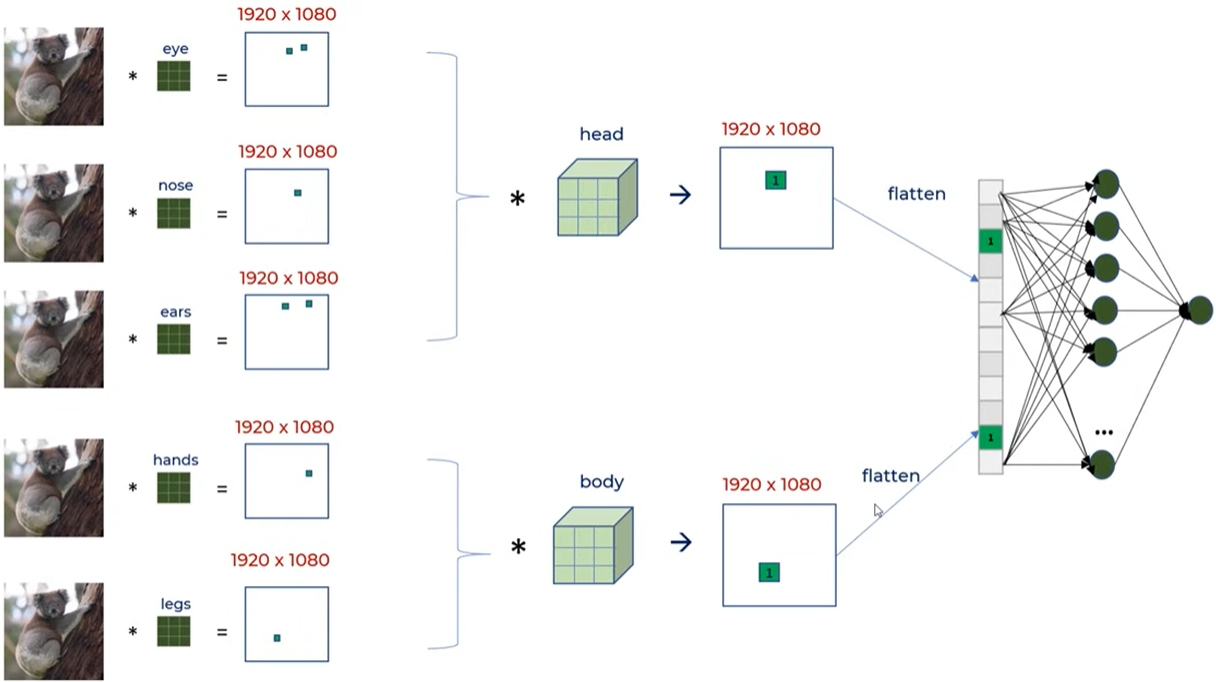 1920 x 1080
eye
* =
1920 x 1080
nose
* =
1920 x 1080
ears
* =
head
*
→
1920 x 1080
1
flatten
1
1920 x 1080
hands
* =
1920 x 1080
legs
* =
body
*
→
1920 x 1080
1
flatten
1
...